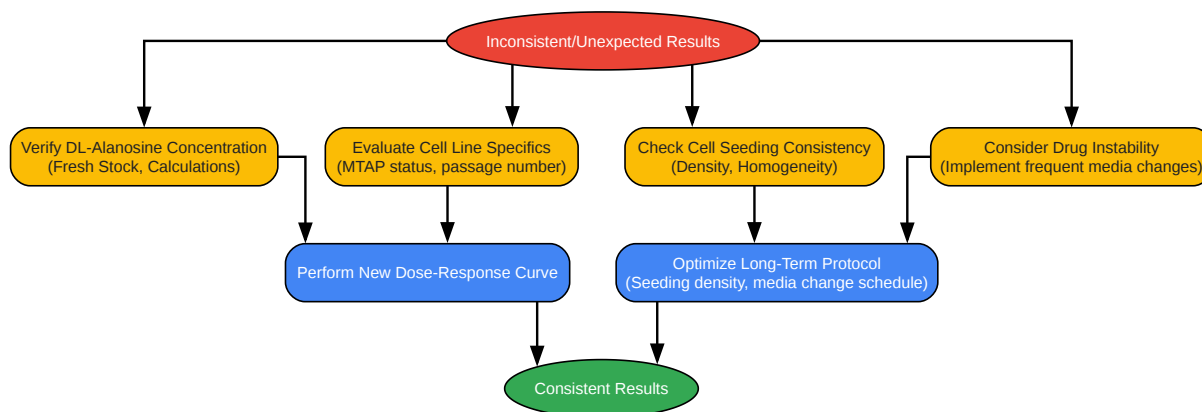 Inconsistent/Unexpected Results
Verify DL-Alanosine Concentration
(Fresh Stock, Calculations)
Evaluate Cell Line Specifics
(MTAP status, passage number)
Check Cell Seeding Consistency
(Density, Homogeneity)
Consider Drug Instability
(Implement frequent media changes)
Perform New Dose-Response Curve
Optimize Long-Term Protocol
(Seeding density, media change schedule)
Consistent Results